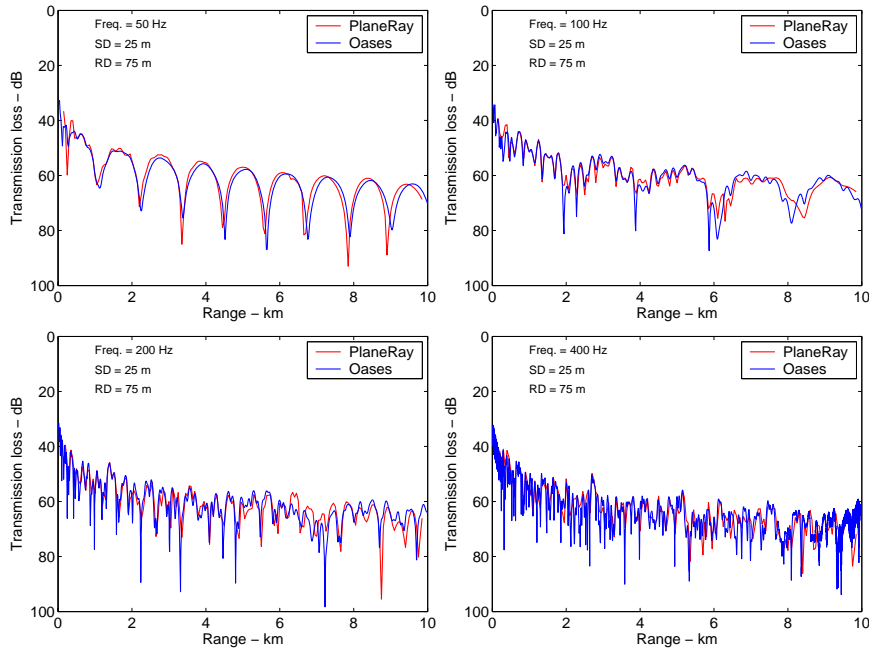 Freq. = 50 Hz
SD = 25 m
RD = 75 m
PlaneRay
Oases
0
20
40
60
80
100
Transmission loss – dB
0 2 4 6 8 10
Range – km
Freq. = 100 Hz
SD = 25 m
RD = 75 m
PlaneRay
Oases
0
20
40
60
80
100
Transmission loss – dB
0 2 4 6 8 10
Range – km
Freq. = 200 Hz
SD = 25 m
RD = 75 m
PlaneRay
Oases
0
20
40
60
80
100
Transmission loss – dB
0 2 4 6 8 10
Range – km
Freq. = 400 Hz
SD = 25 m
RD = 75 m
PlaneRay
Oases
0
20
40
60
80
100
Transmission loss – dB
0 2 4 6 8 10
Range – km